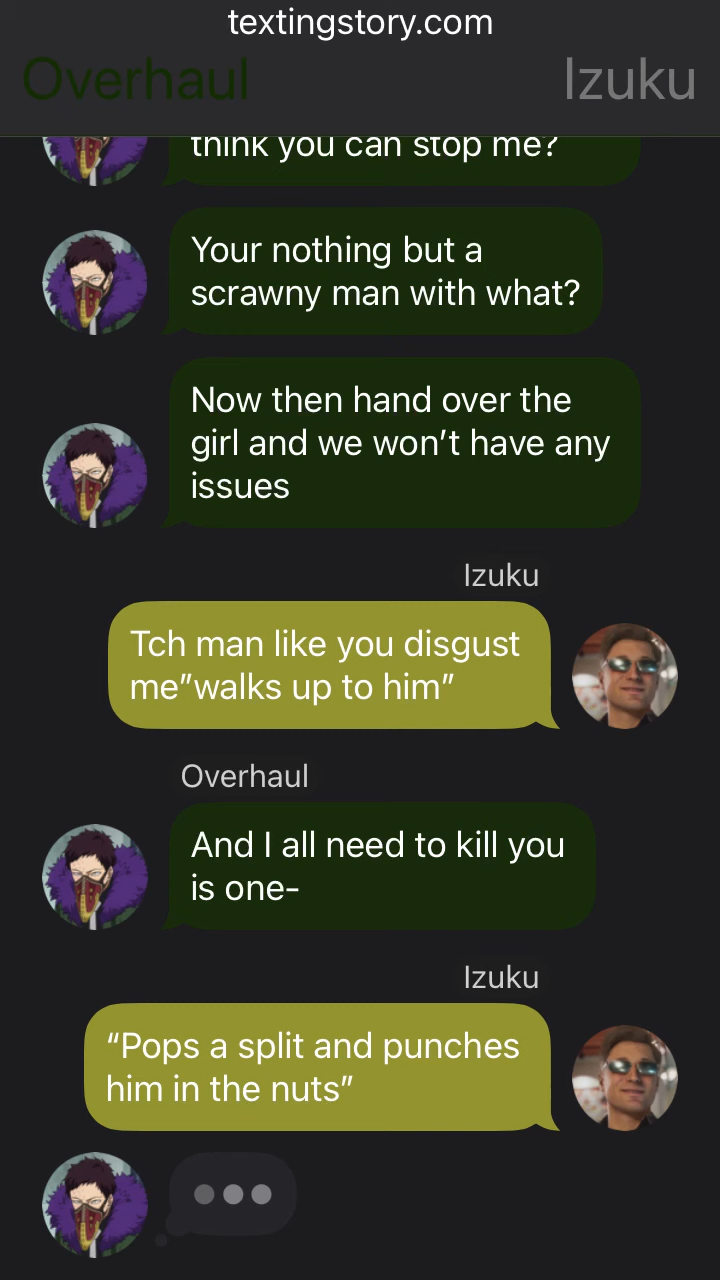 textingstory.com
Overhaul
Izuku
think you can stop me?
Your nothing but a
scrawny man with what?
Now then hand over the
girl and we won’t have any
issues
Izuku
Tch man like you disgust
me”walks up to him”
Overhaul
And I all need to kill you
is one-
Izuku
“Pops a split and punches
him in the nuts”